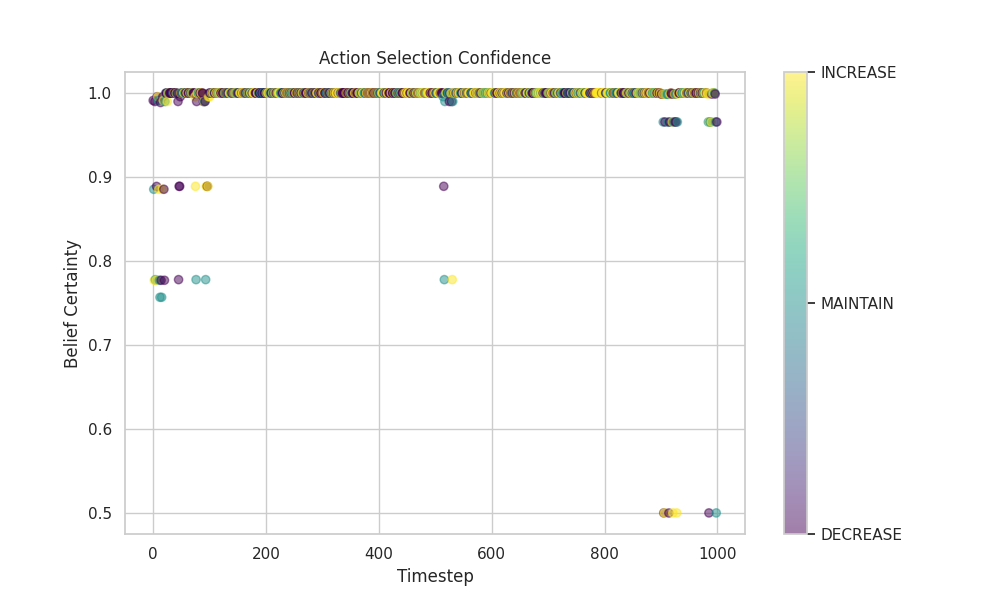 Action Selection Confidence
INCREASE
MAINTAIN
DECREASE
Belief Certainty
1.0
0.9
0.8
0.7
0.6
0.5
0
200
400
600
800
1000
Timestep